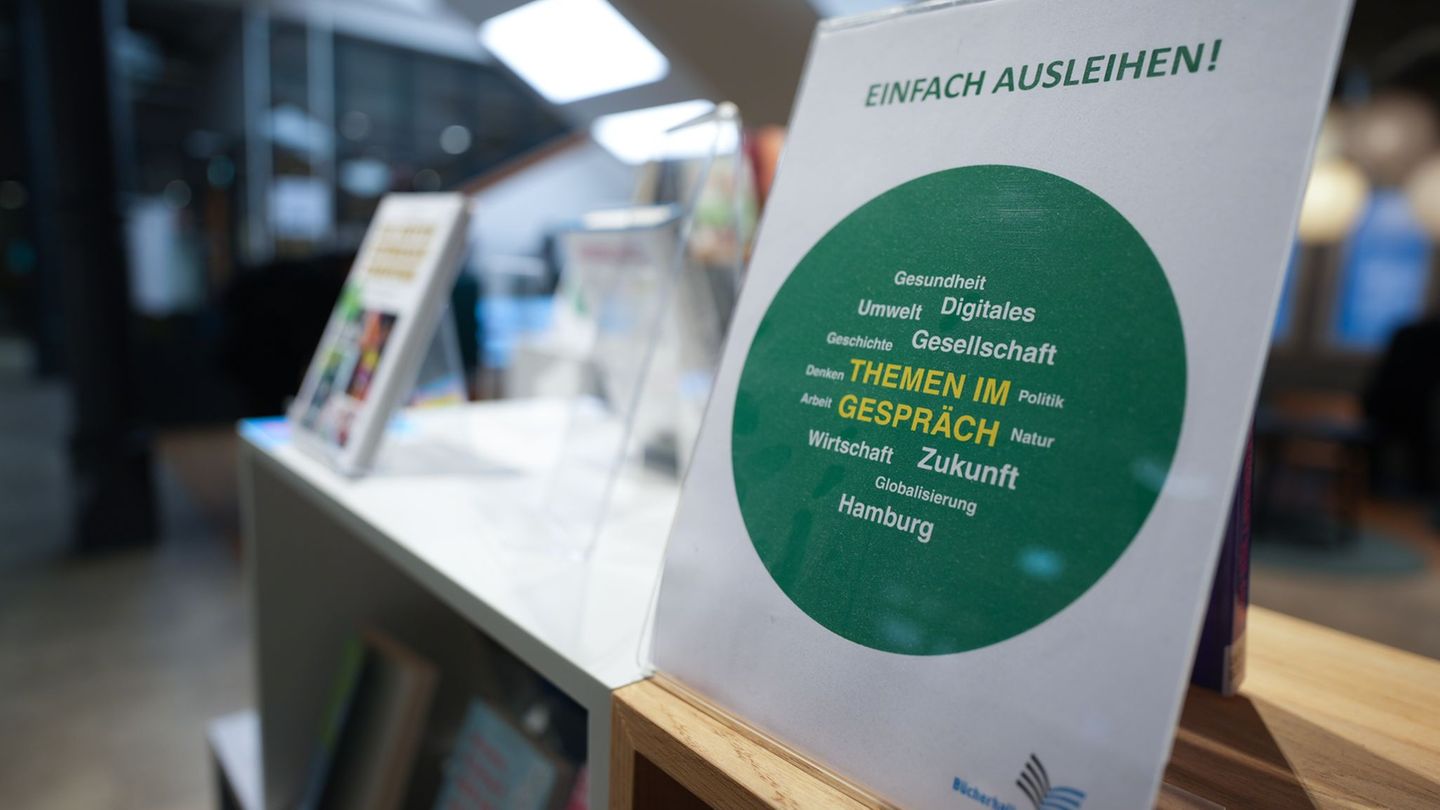 EINFACH AUSLEIHEN!
Gesundheit
Umwelt Digitales
Geschichte Gesellschaft
Denken THEMEN IM Politik
Arbeit GESPRÄCH Natur
Wirtschaft Zukunft
Globalisierung
Hamburg